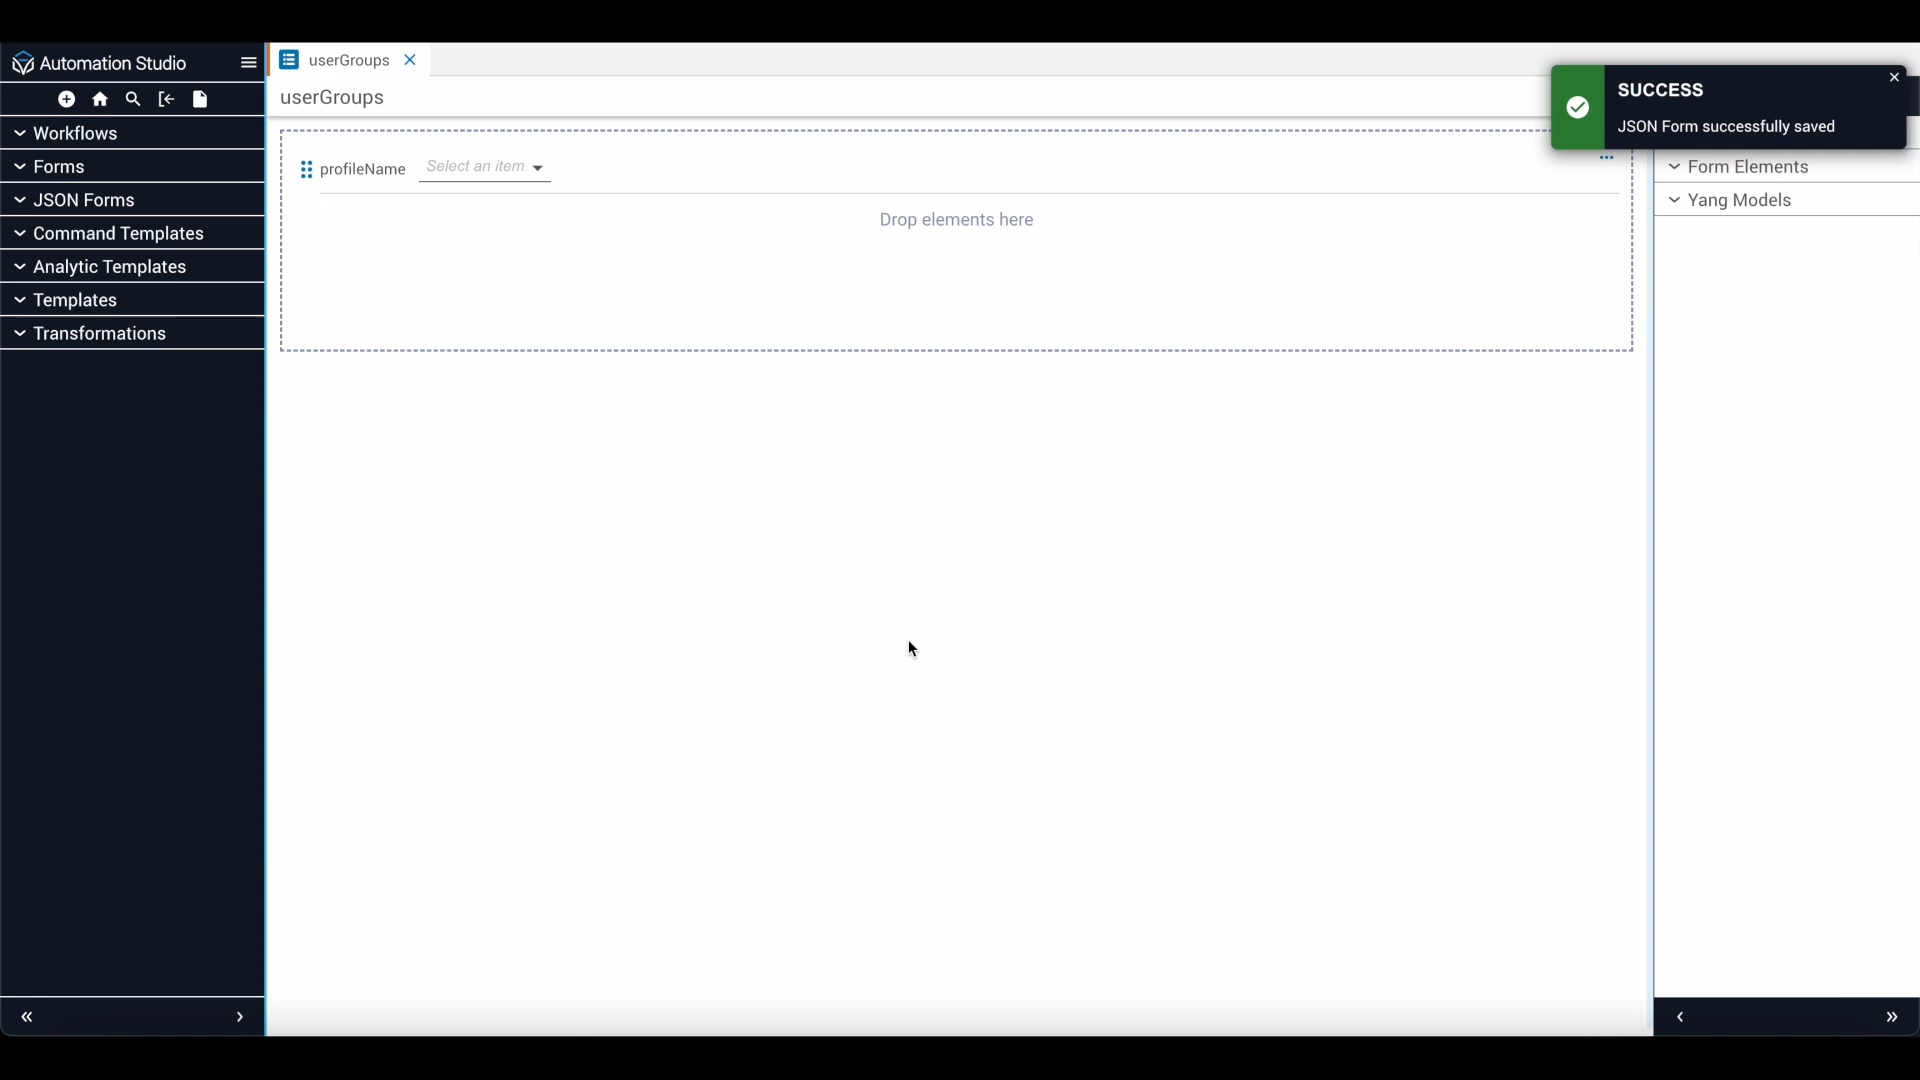 Automation Studio
Workflows
Forms
JSON Forms
Command Templates
Analytic Templates
Templates
Transformations
userGroups
userGroups
profileName Select an item
Drop elements here
SUCCESS
JSON Form successfully saved
Form Elements
Yang Models